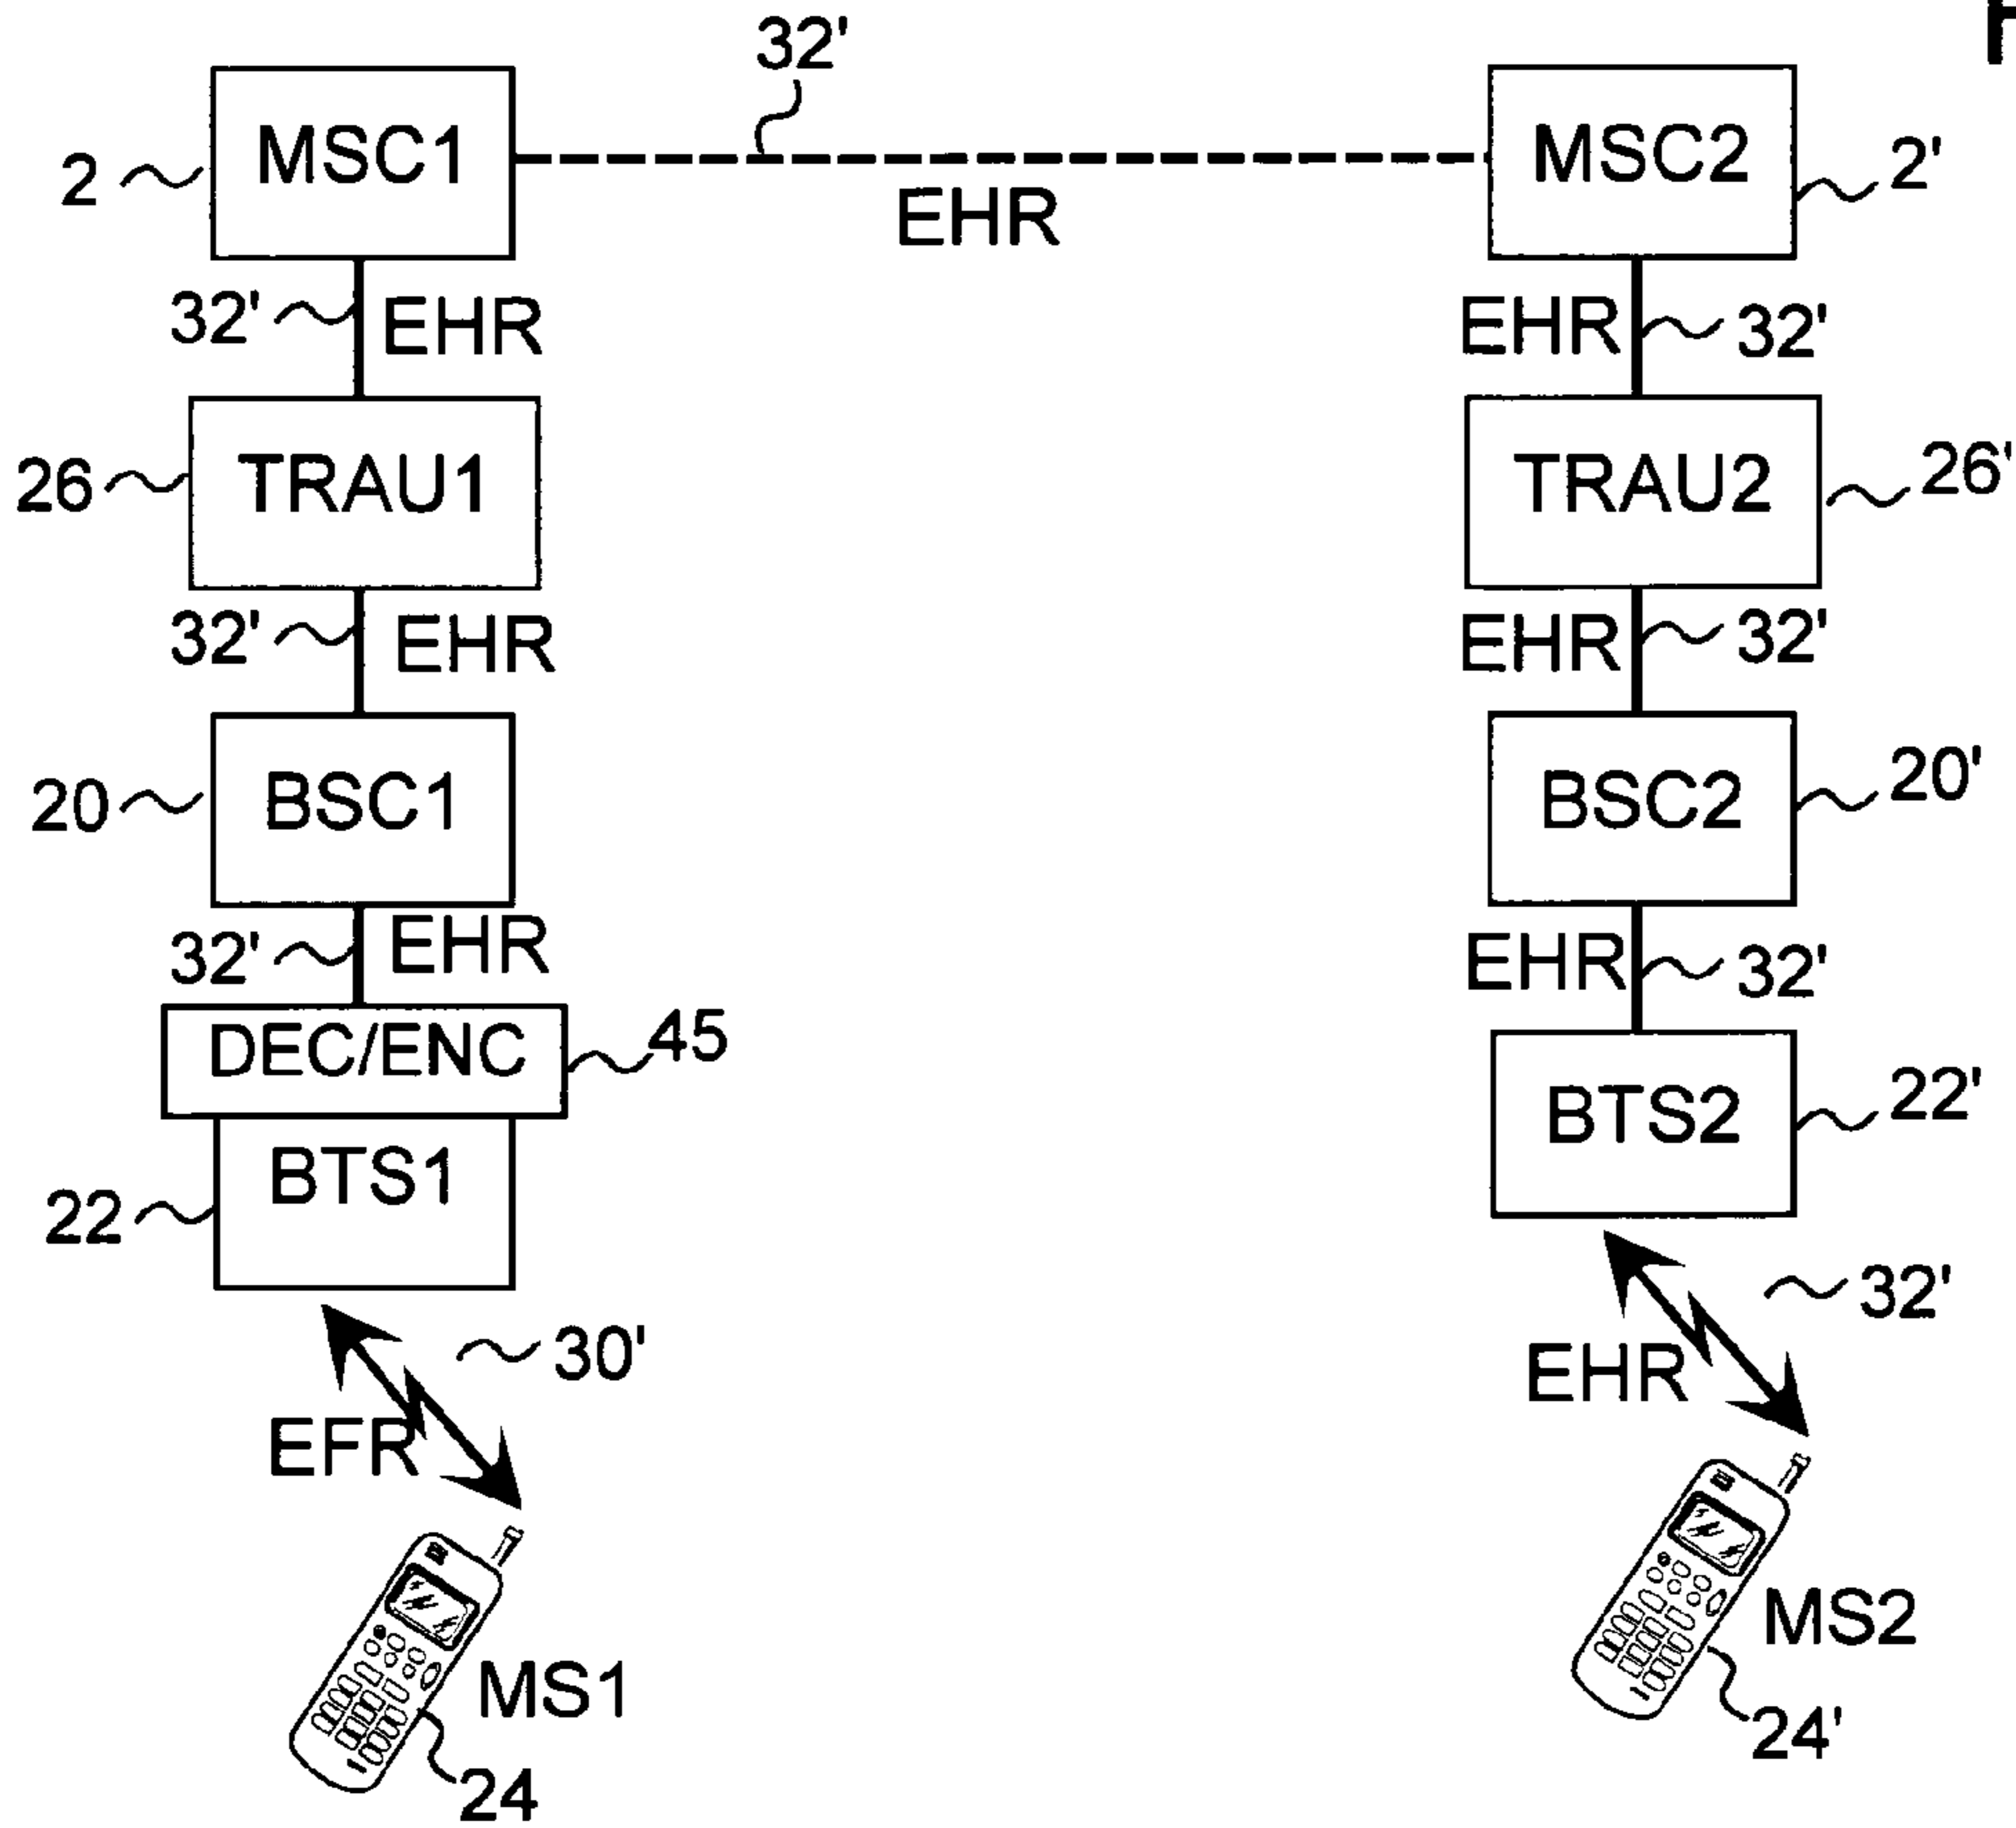 32'
MSC1
MSC2
2
2'
EHR
32'
EHR
EHR
32'
26
TRAU1
TRAU2
26'
32'
EHR
EHR
32'
20
BSC1
BSC2
20'
32'
EHR
EHR
32'
DEC/ENC
45
BTS2
22'
BTS1
22
32'
30'
EHR
EFR
MS2
MS1
24'
24